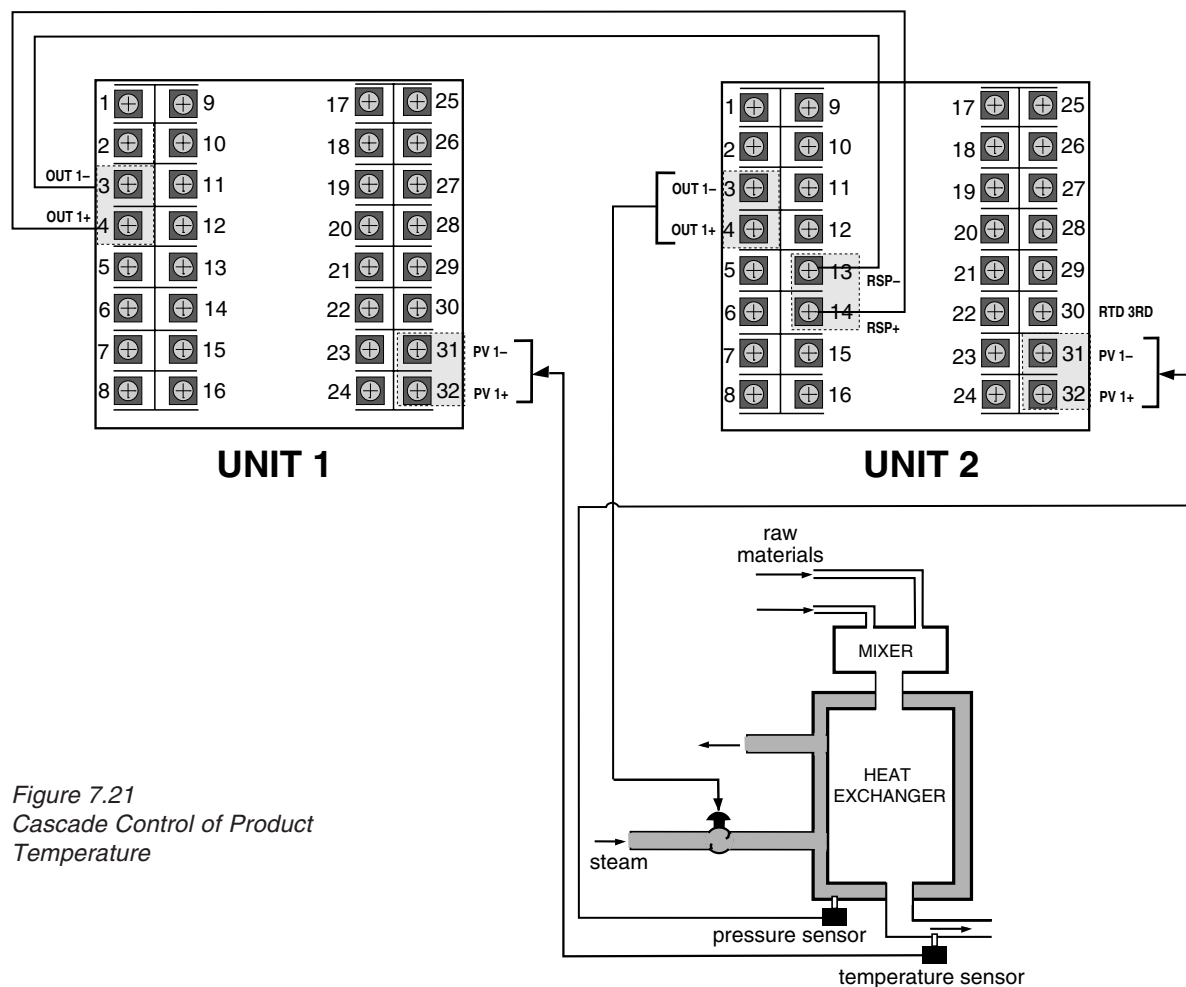 1
9
17
25
2
10
18
26
OUT 1–
3
11
19
27
OUT 1+
4
12
20
28
5
13
21
29
6
14
22
30
7
15
23
31
PV 1–
8
16
24
32
PV 1+
UNIT 1
1
9
17
25
2
10
18
26
OUT 1–
3
11
19
27
OUT 1+
4
12
20
28
5
13
RSP–
21
29
6
14
RSP+
22
30
RTD 3RD
7
15
23
31
PV 1–
8
16
24
32
PV 1+
UNIT 2
raw
materials
MIXER
HEAT
EXCHANGER
steam
pressure sensor
temperature sensor
Figure 7.21
Cascade Control of Product
Temperature